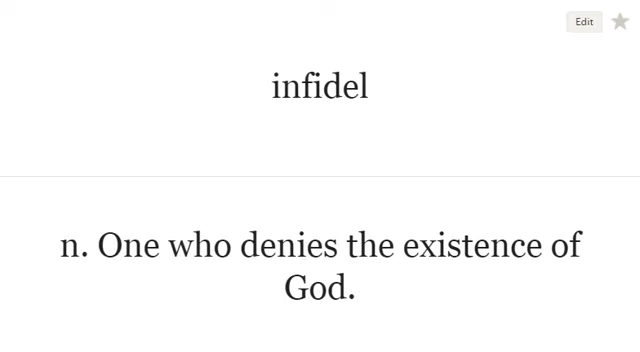 Edit
infidel
n. One who denies the existence of
God.